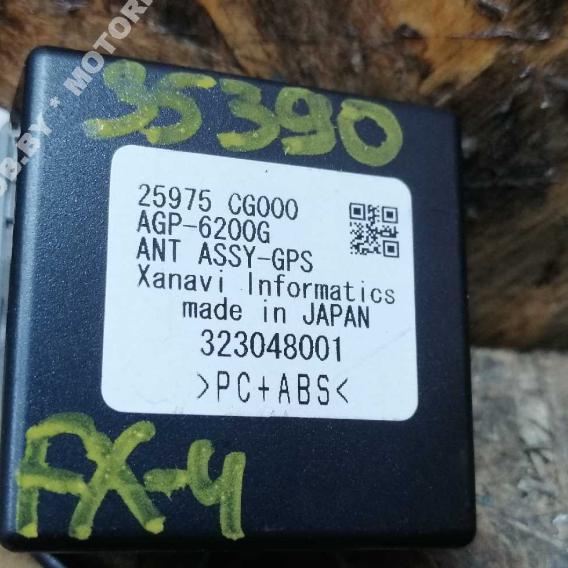 35390
25975 CG000
AGP-6200G
ANT ASSY-GPS
Xanavi Informatics
made in JAPAN
323048001
>PC+ABS<
FX-4